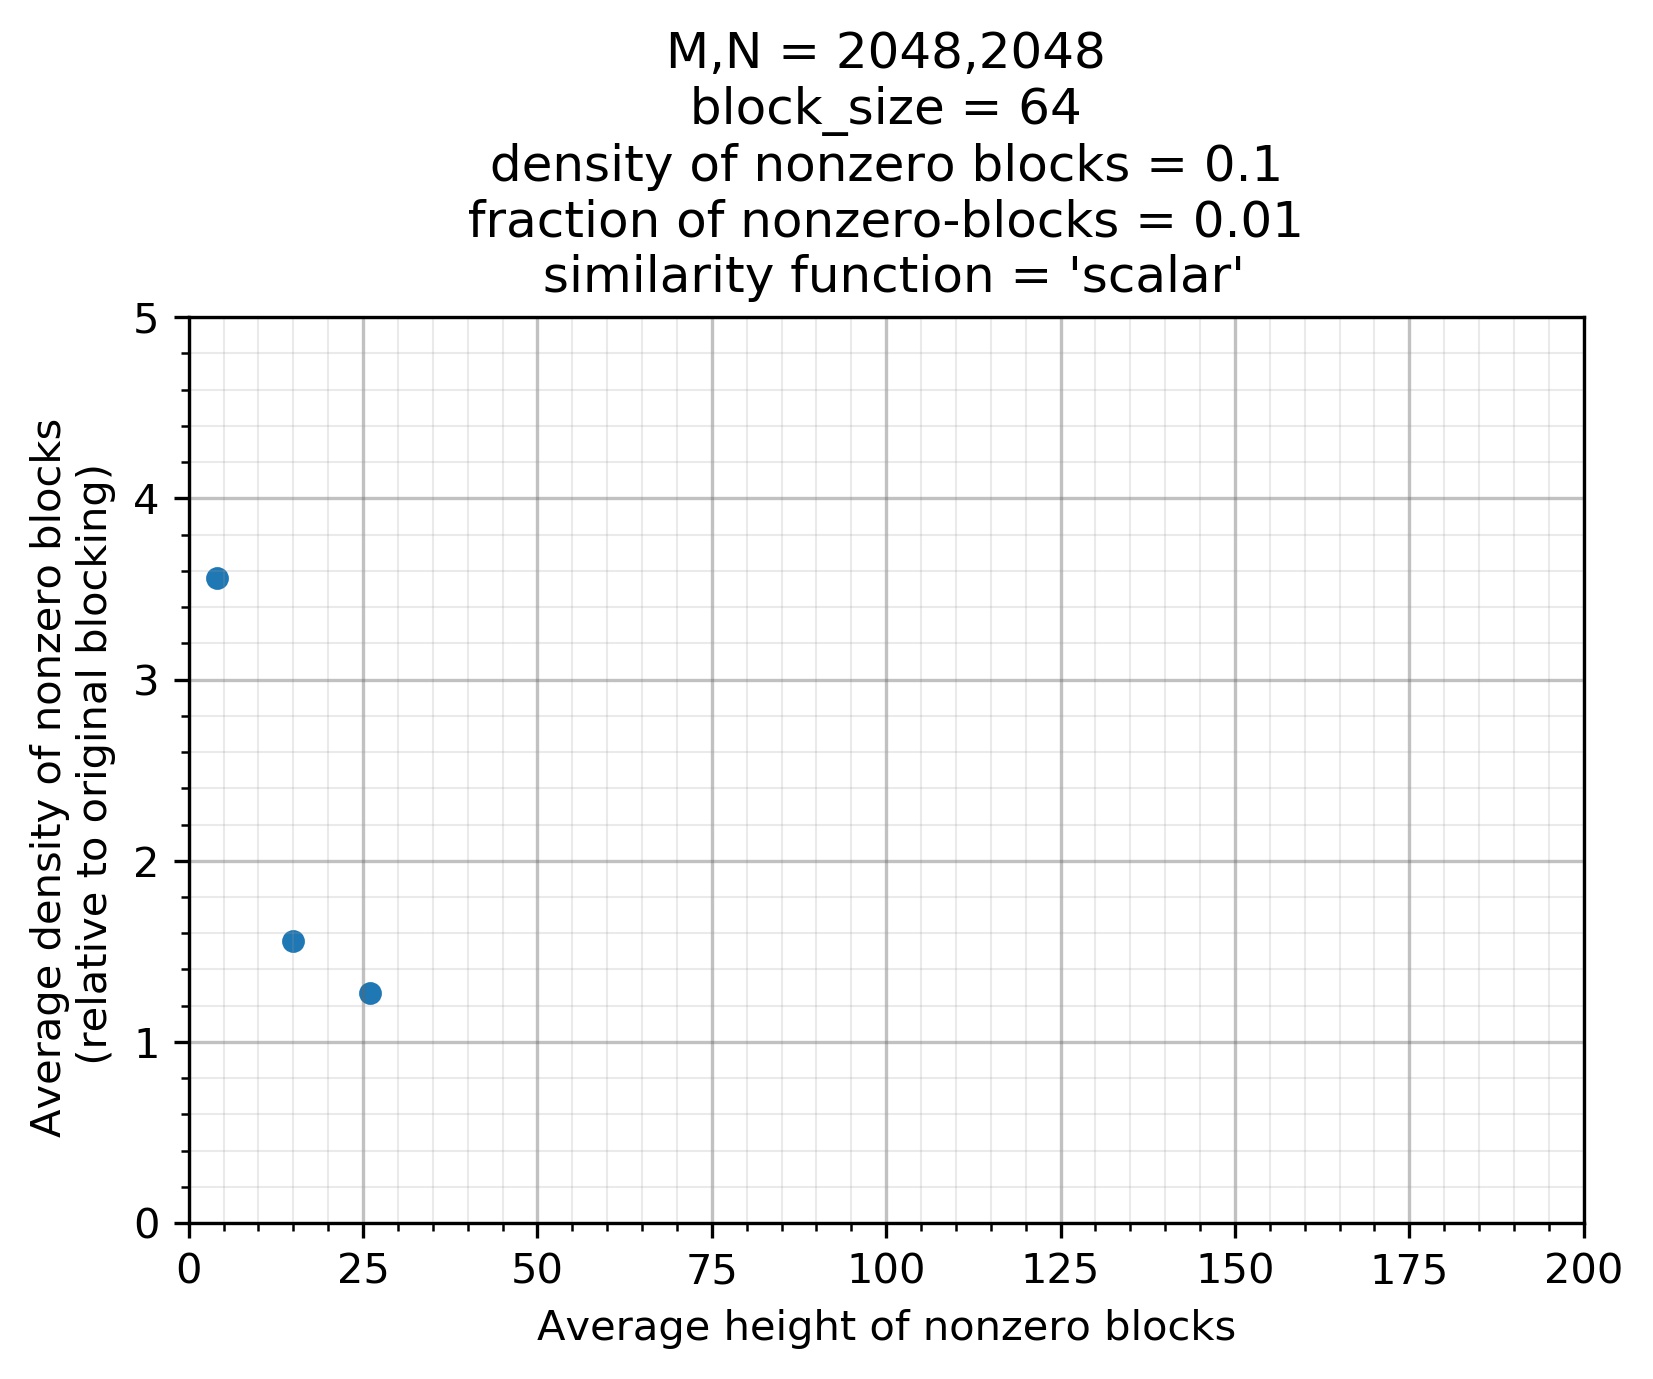 M,N = 2048,2048
block_size = 64
density of nonzero blocks = 0.1
fraction of nonzero-blocks = 0.01
similarity function = 'scalar'
Average density of nonzero blocks
(relative to original blocking)
5
4
3
2
1
0
0 25 50 75 100 125 150 175 200
Average height of nonzero blocks